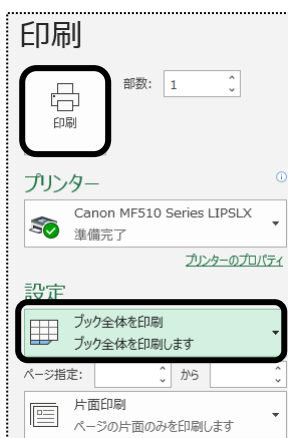 印刷
部数: 1
印刷
プリンター
Canon MF510 Series LIPSLX
準備完了
プリンターのプロパティ
設定
ブック全体を印刷
ブック全体を印刷します
ページ指定: から
片面印刷
ページの片面のみを印刷します